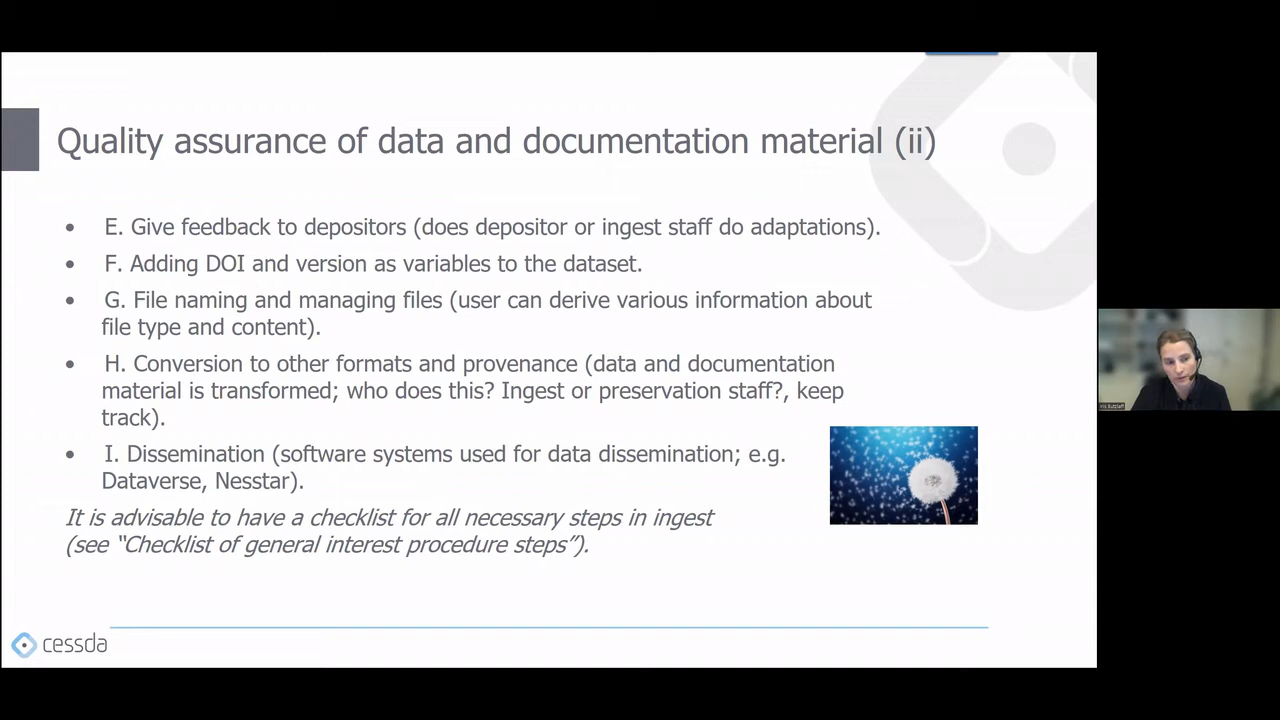 Quality assurance of data and documentation material (ii)
• E. Give feedback to depositors (does depositor or ingest staff do adaptations).
• F. Adding DOI and version as variables to the dataset.
• G. File naming and managing files (user can derive various information about
file type and content).
• H. Conversion to other formats and provenance (data and documentation
material is transformed; who does this? Ingest or preservation staff?, keep
track).
• I. Dissemination (software systems used for data dissemination; e.g.
Dataverse, Nesstar).
It is advisable to have a checklist for all necessary steps in ingest
(see “Checklist of general interest procedure steps”).
cessda